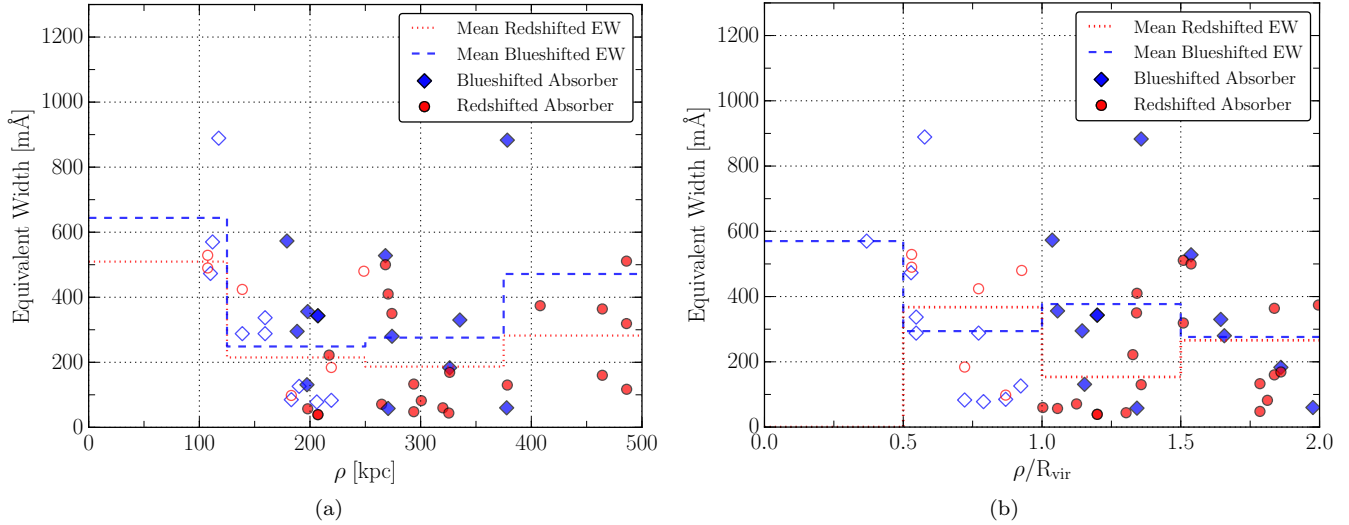 1200
1000
800
600
400
200
0
Equivalent Width [mÅ]
0
100
200
300
400
500
ρ [kpc]
Mean Redshifted EW
Mean Blueshifted EW
Blueshifted Absorber
Redshifted Absorber
(a)
1200
1000
800
600
400
200
0
Equivalent Width [mÅ]
0.0
0.5
1.0
1.5
2.0
ρ/R_vir
Mean Redshifted EW
Mean Blueshifted EW
Blueshifted Absorber
Redshifted Absorber
(b)